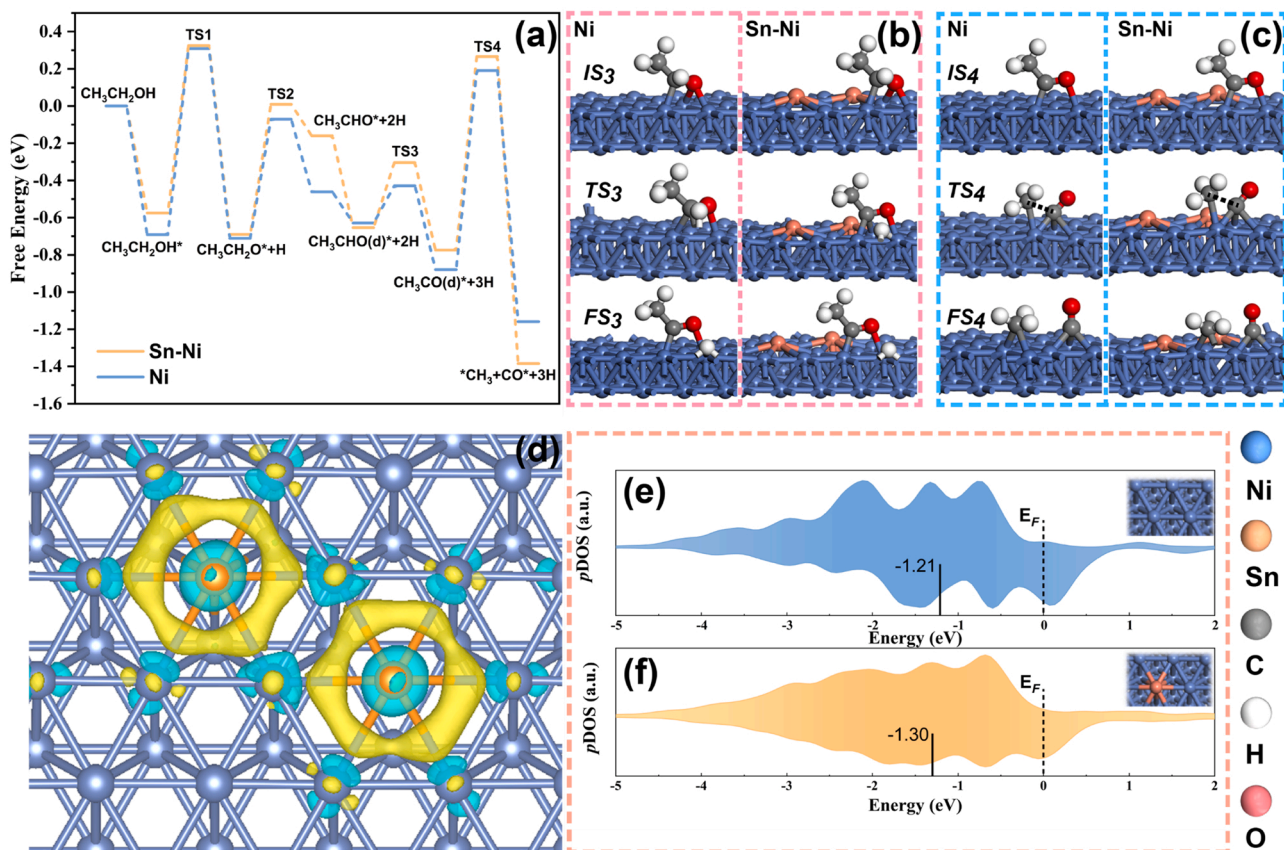 (a)
Free Energy (eV)
0.4
0.2
0.0
-0.2
-0.4
-0.6
-0.8
-1.0
-1.2
-1.4
-1.6
CH₃CH₂OH
TS1
CH₃CH₂OH*
CH₃CH₂O*+H
TS2
CH₃CHO*+2H
CH₃CHO(d)*+2H
TS3
CH₃CO(d)*+3H
TS4
*CH₃+CO*+3H
Sn-Ni
Ni
Ni
Sn-Ni
(b)
IS₃
TS₃
FS₃
Ni
Sn-Ni
(c)
IS₄
TS₄
FS₄
(d)
(e)
pDOS (a.u.)
E_F
-1.21
-5 -4 -3 -2 -1 0 1 2
Energy (eV)
(f)
pDOS (a.u.)
E_F
-1.30
-5 -4 -3 -2 -1 0 1 2
Energy (eV)
Ni
Sn
C
H
O